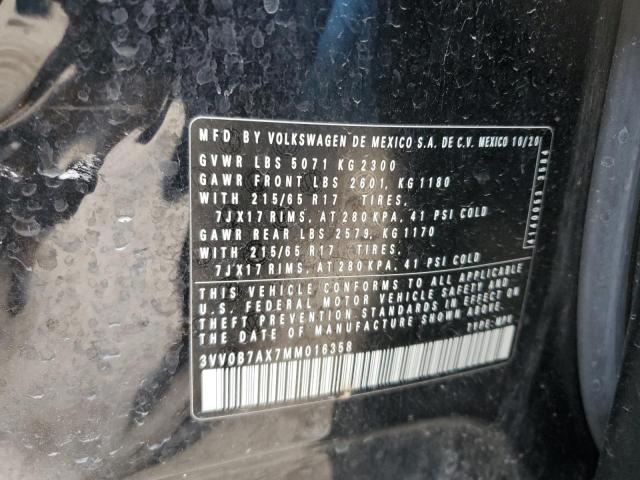 MFD BY VOLKSWAGEN DE MEXICO S.A. DE C.V. MEXICO 10/20
GVWR LBS 5071 KG 2300
GAWR FRONT LBS 2601, KG 1180
WITH 215/65 R17 TIRES,
7JX17 RIMS, AT 280 KPA, 41 PSI COLD
GAWR REAR LBS 2579, KG 1170
WITH 215/65 R17 TIRES,
7JX17 RIMS, AT 280 KPA, 41 PSI COLD
THIS VEHICLE CONFORMS TO ALL APPLICABLE
U.S. FEDERAL MOTOR VEHICLE SAFETY AND
THEFT PREVENTION STANDARDS IN EFFECT ON
THE DATE OF MANUFACTURE SHOWN ABOVE
3VV0B7AX7MM016358